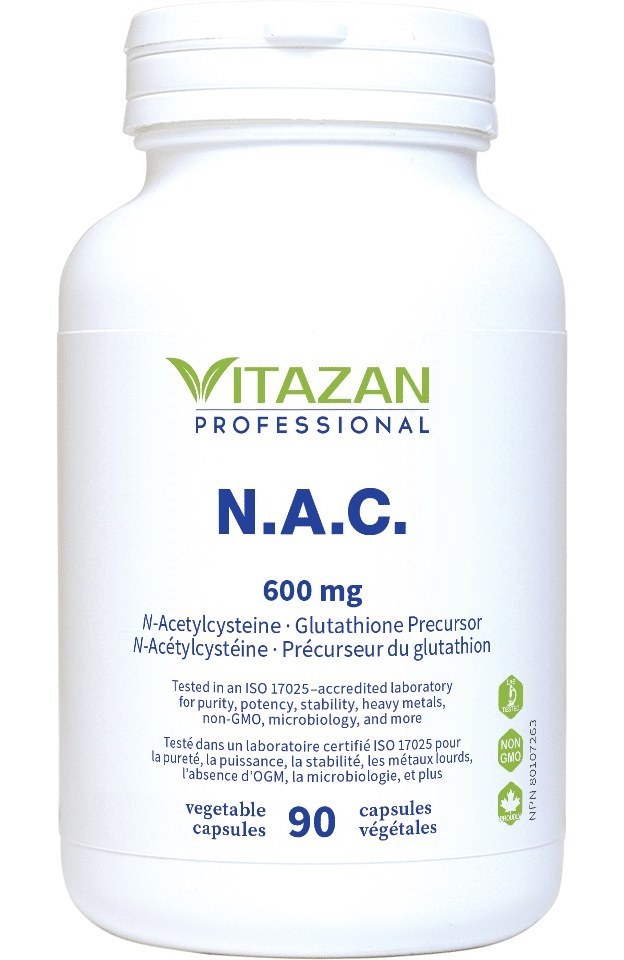 VITAZAN
PROFESSIONAL
N.A.C.
600 mg
N-Acetylcysteine · Glutathione Precursor
N-Acétylcystéine · Précurseur du glutathion
Tested in an ISO 17025–accredited laboratory
for purity, potency, stability, heavy metals,
non-GMO, microbiology, and more
Testé dans un laboratoire certifié ISO 17025 pour
la pureté, la puissance, la stabilité, les métaux lourds,
l'absence d'OGM, la microbiologie, et plus
vegetable
capsules
90
capsules
végétales
LAB
TESTED
NON
GMO
PROUDLY
NPN 80107263